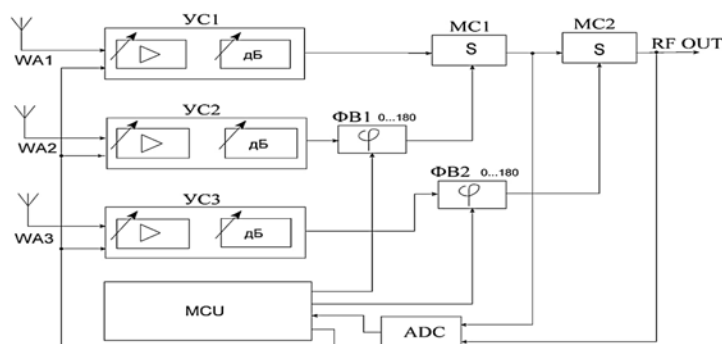 УС1
МС1
МС2
дБ
S
S
RF OUT
WA1
УС2
ФВ1 0...180
дБ
φ
WA2
ФВ2 0...180
УС3
φ
дБ
WA3
MCU
ADC